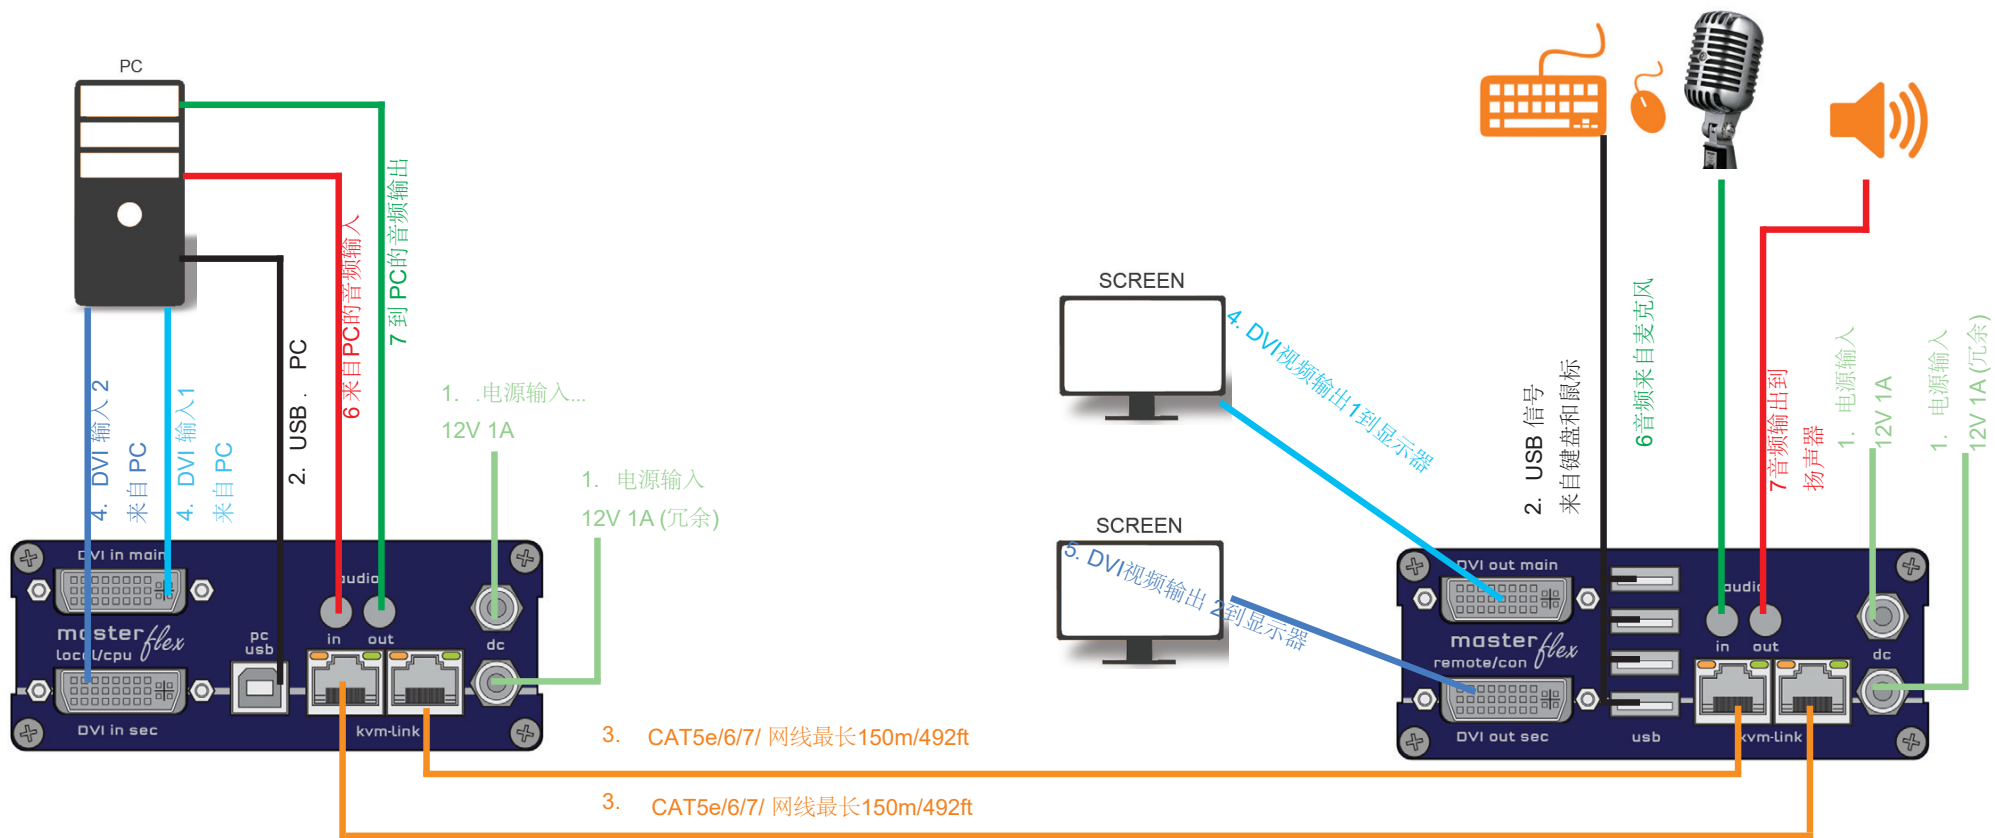 PC
7 到 PC的音频输出
6 来自PC的音频输入
2. USB . PC
4. DVI 输入 2
来自 PC
4. DVI 输入1
来自 PC
1. .电源输入...
12V 1A
1. 电源输入
12V 1A (冗余)
DVI in main
audio
master flex
local/cpu
pc
usb
in
out
dc
DVI in sec
kvm-link
3. CAT5e/6/7/ 网线最长150m/492ft
3. CAT5e/6/7/ 网线最长150m/492ft
SCREEN
4. DVI视频输出1到显示器
SCREEN
5. DVI视频输出 2到显示器
2. USB 信号
来自键盘和鼠标
6音频来自麦克风
7音频输出到
扬声器
1. 电源输入
12V 1A
1. 电源输入
12V 1A (冗余)
DVI out main
audio
master flex
remote/con
in
out
dc
DVI out sec
usb
kvm-link